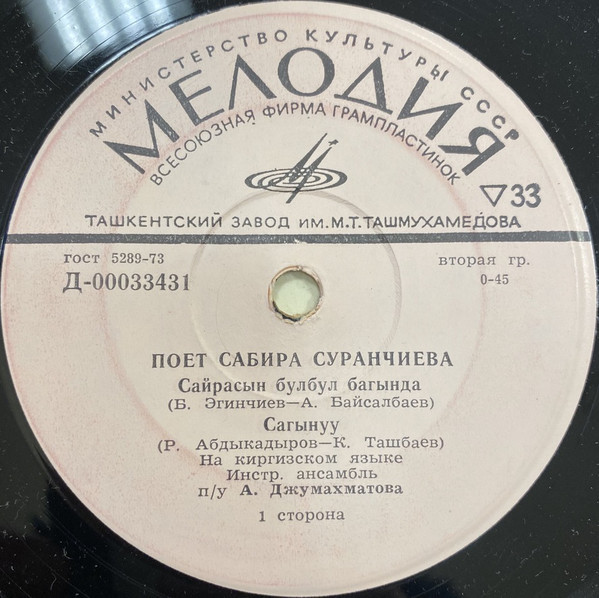 МИНИСТЕРСТВО КУЛЬТУРЫ СССР
МЕЛОДИЯ
ВСЕСОЮЗНАЯ ФИРМА ГРАМПЛАСТИНОК
33
ТАШКЕНТСКИЙ ЗАВОД ИМ.М.Т.ТАШМУХАМЕДОВА
гост 5289-73
вторая гр.
Д-00033431
0-45
ПОЕТ САБИРА СУРАНЧИЕВА
Сайрасын булбул багында
(Б. Эгинчиев—А. Байсалбаев)
Сагынуу
(Р. Абдыкадыров—К. Ташбаев)
На киргизском языке
Инстр. ансамбль
п/у А. Джумахматова
1 сторона